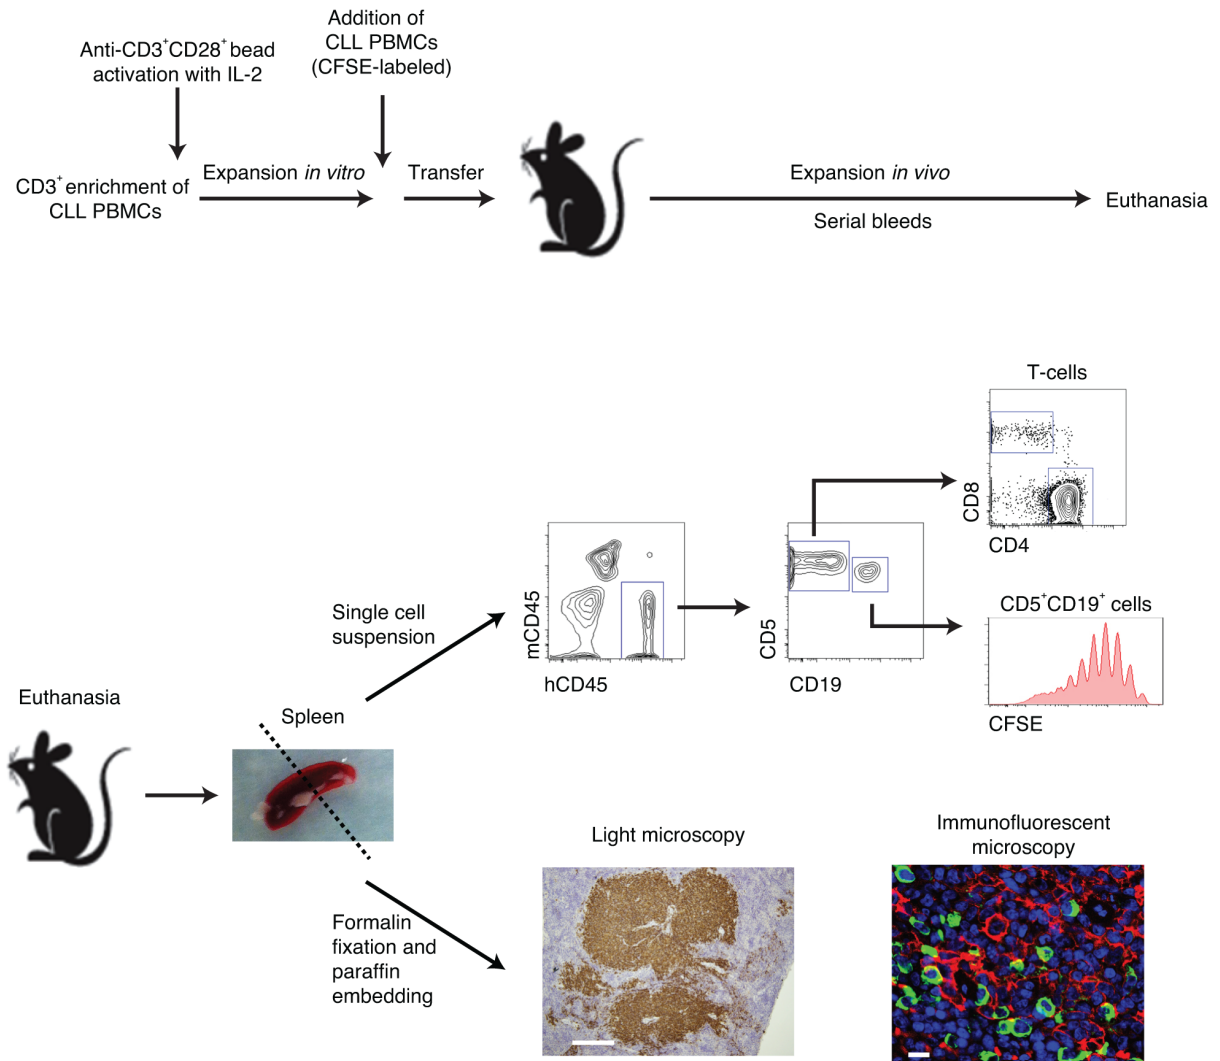 Addition of
CLL PBMCs
(CFSE-labeled)
Anti-CD3⁺CD28⁺ bead
activation with IL-2
CD3⁺ enrichment of
CLL PBMCs
Expansion in vitro
Transfer
Expansion in vivo
Serial bleeds
Euthanasia
T-cells
CD8
CD4
Single cell
suspension
mCD45
hCD45
CD5
CD19
CD5⁺CD19⁺ cells
CFSE
Euthanasia
Spleen
Formalin
fixation and
paraffin
embedding
Light microscopy
Immunofluorescent
microscopy